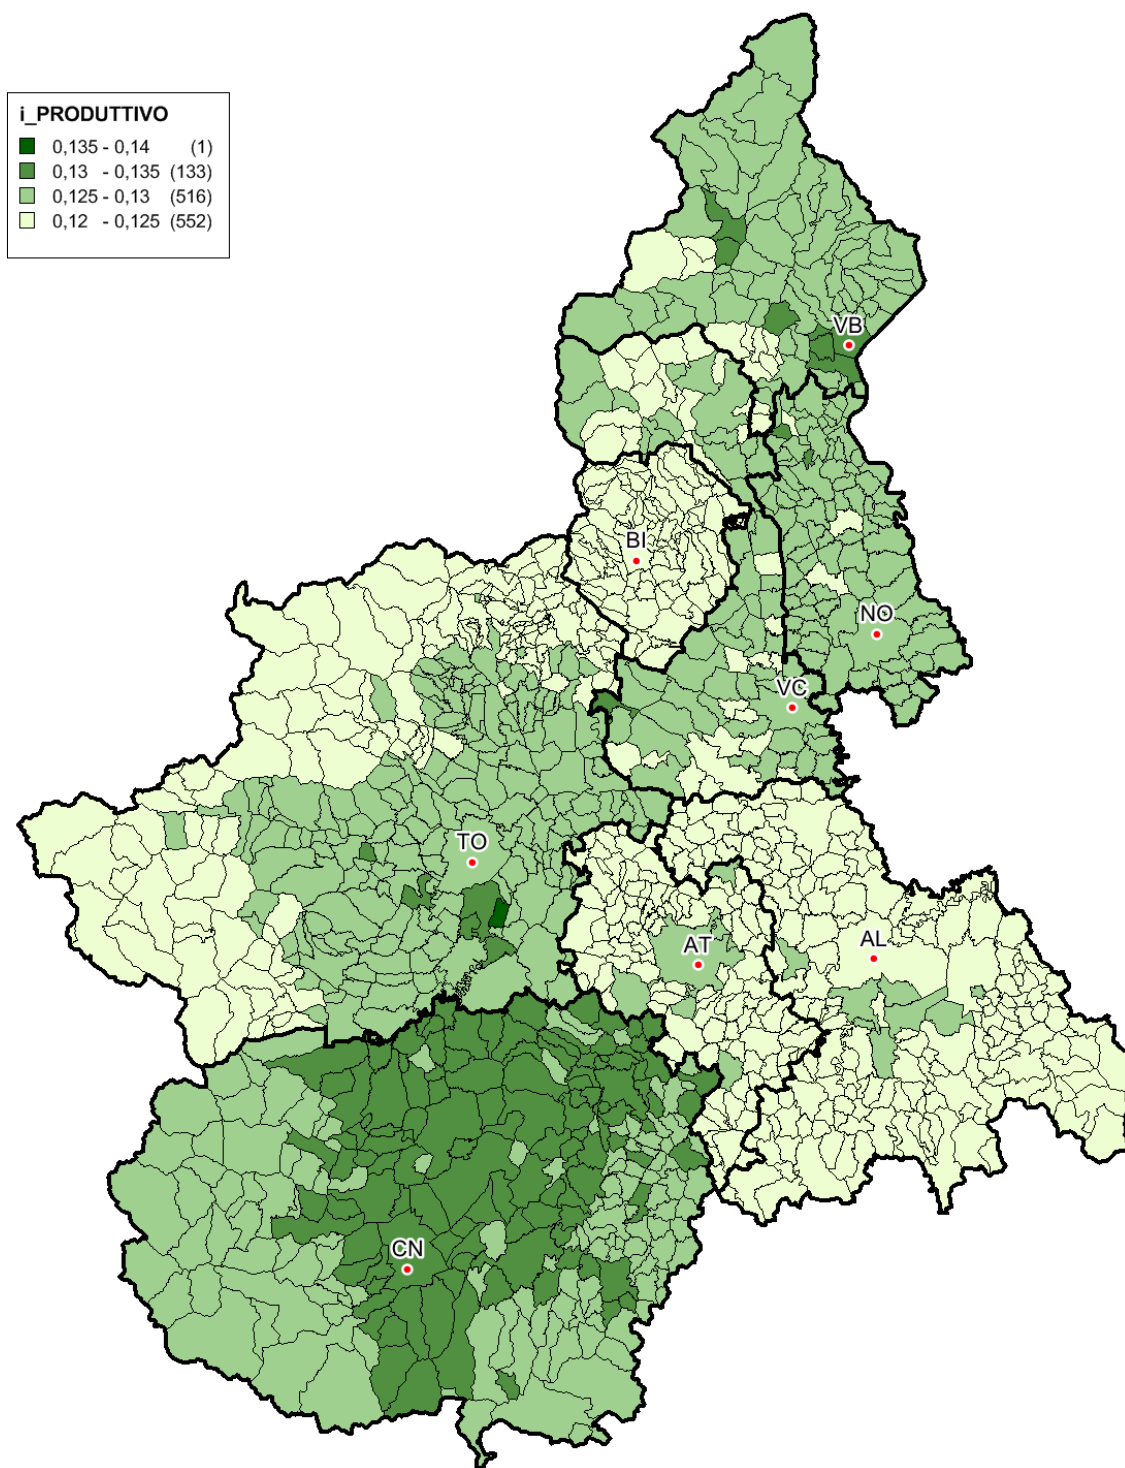 i_PRODUTTIVO
0,135 - 0,14 (1)
0,13 - 0,135 (133)
0,125 - 0,13 (516)
0,12 - 0,125 (552)
VB
BI
NO
VC
TO
AT
AL
CN